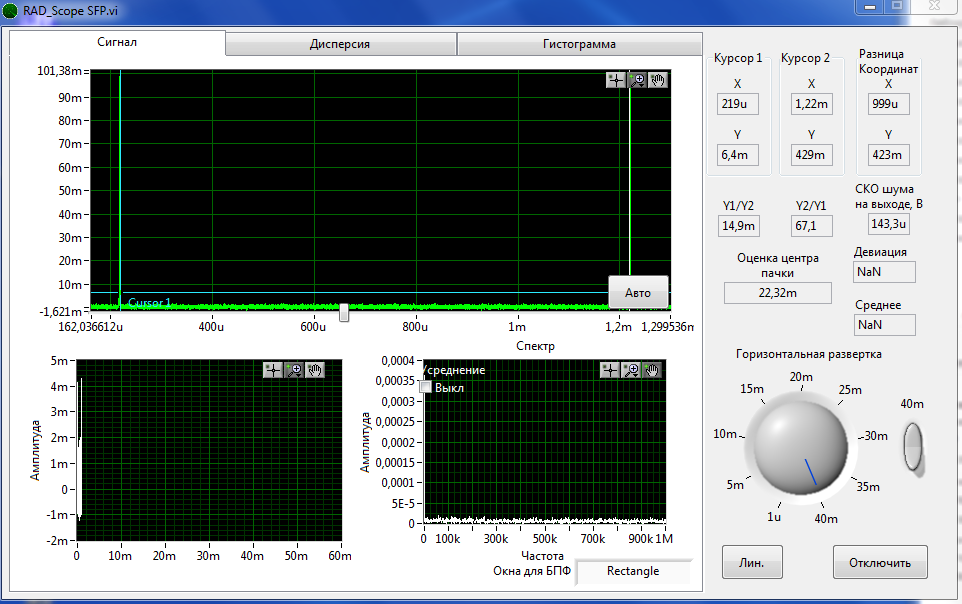 RAD_Scope SFP.vi
Сигнал
Дисперсия
Гистограмма
101,38m
90m
80m
70m
60m
50m
40m
30m
20m
10m
-1,621m
Cursor 1
Авто
162,036612u 400u 600u 800u 1m 1,2m 1,299536m
Курсор 1
X
219u
Y
6,4m
Курсор 2
X
1,22m
Y
429m
Разница
Координат
X
999u
Y
423m
Y1/Y2
14,9m
Y2/Y1
67,1
СКО шума
на выходе, В
143,3u
Оценка центра
пачки
22,32m
Девиация
NaN
Среднее
NaN
Горизонтальная развертка
1u
5m
10m
15m
20m
25m
30m
35m
40m
40m
Лин.
Отключить
Амплитуда
5m
4m
3m
2m
1m
0
-1m
-2m
0 10m 20m 30m 40m 50m 60m
Спектр
Усреднение
Выкл
Амплитуда
0,0004
0,00035
0,0003
0,00025
0,0002
0,00015
0,0001
5E-5
0
0 100k 300k 500k 700k 900k 1M
Частота
Окна для БПФ
Rectangle